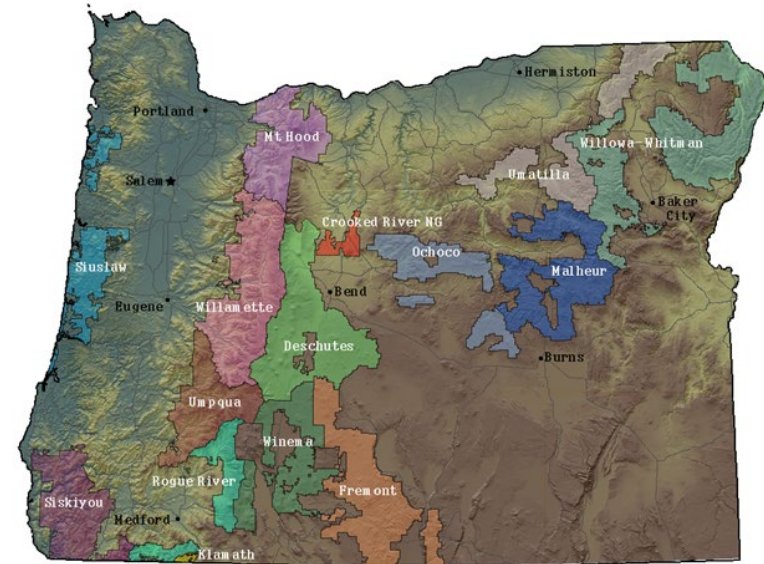 Hermiston
Portland
Mt Hood
Willowa-Whitman
Umatilla
Salem
Baker
City
Crooked River NG
Ochoco
Siuslaw
Malheur
Bend
Eugene
Willamette
Deschutes
Burns
Umpqua
Winema
Rogue River
Fremont
Siskiyou
Medford
Klamath